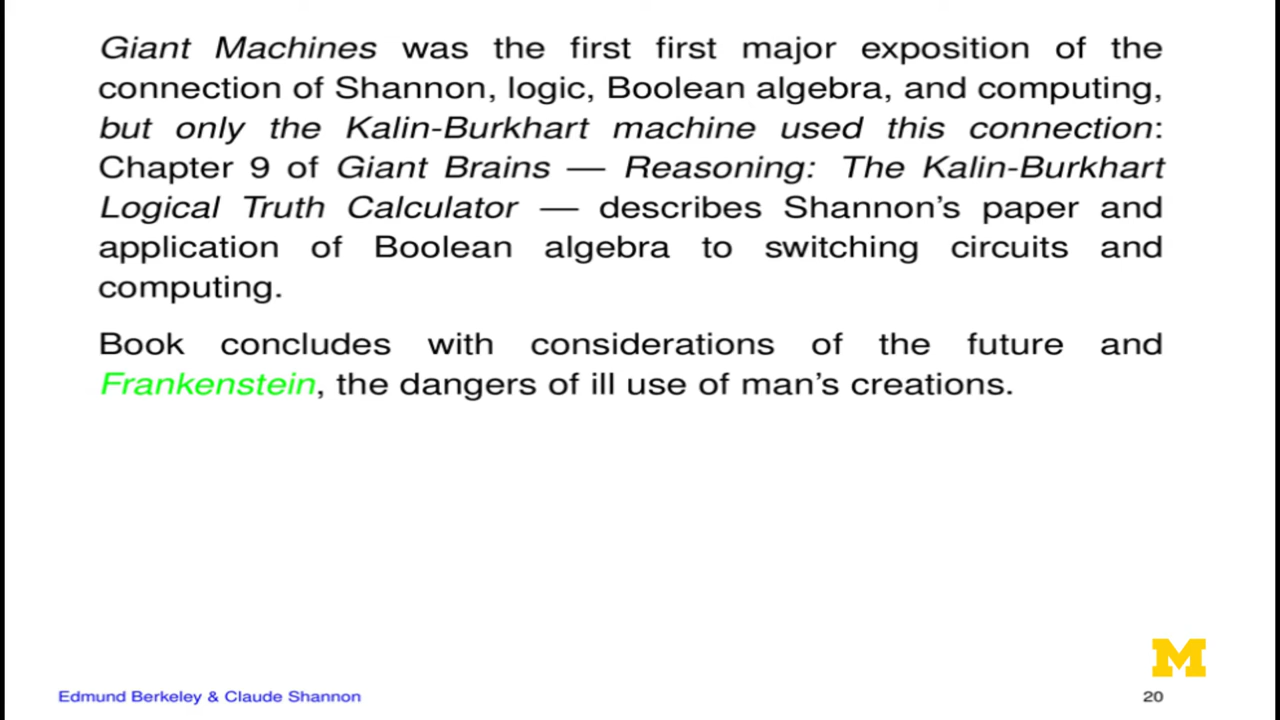 Giant Machines was the first first major exposition of the
connection of Shannon, logic, Boolean algebra, and computing,
but only the Kalin-Burkhart machine used this connection:
Chapter 9 of Giant Brains — Reasoning: The Kalin-Burkhart
Logical Truth Calculator — describes Shannon's paper and
application of Boolean algebra to switching circuits and
computing.
Book concludes with considerations of the future and
Frankenstein, the dangers of ill use of man's creations.
M
Edmund Berkeley & Claude Shannon
20